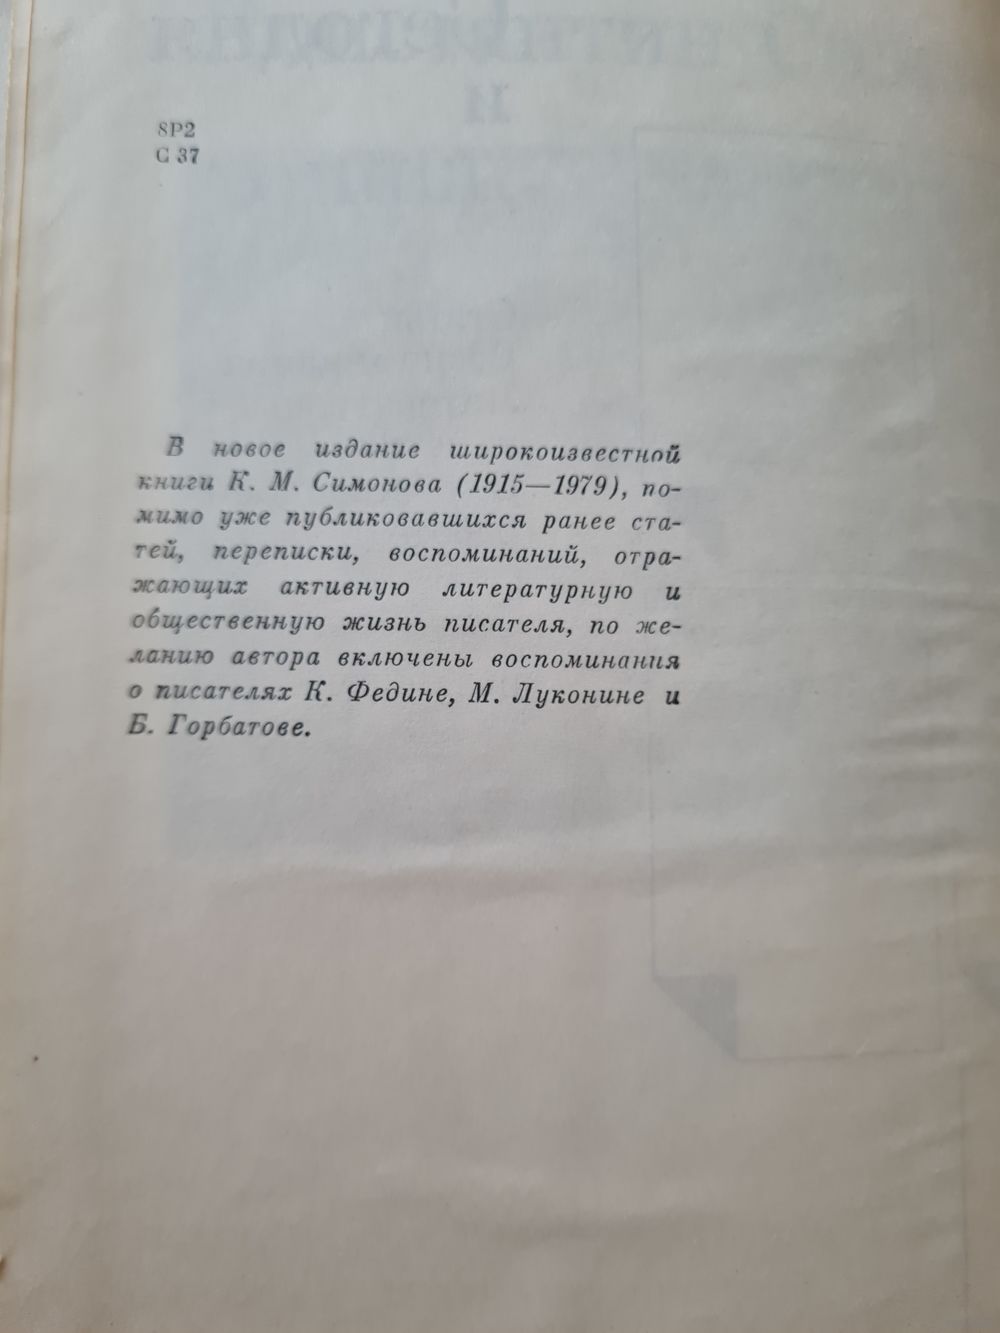 8Р2
С 37
В новое издание широкоизвестной
книги К. М. Симонова (1915—1979), по-
мимо уже публиковавшихся ранее ста-
тей, переписки, воспоминаний, отра-
жающих активную литературную и
общественную жизнь писателя, по же-
ланию автора включены воспоминания
о писателях К. Федине, М. Луконине и
Б. Горбатове.